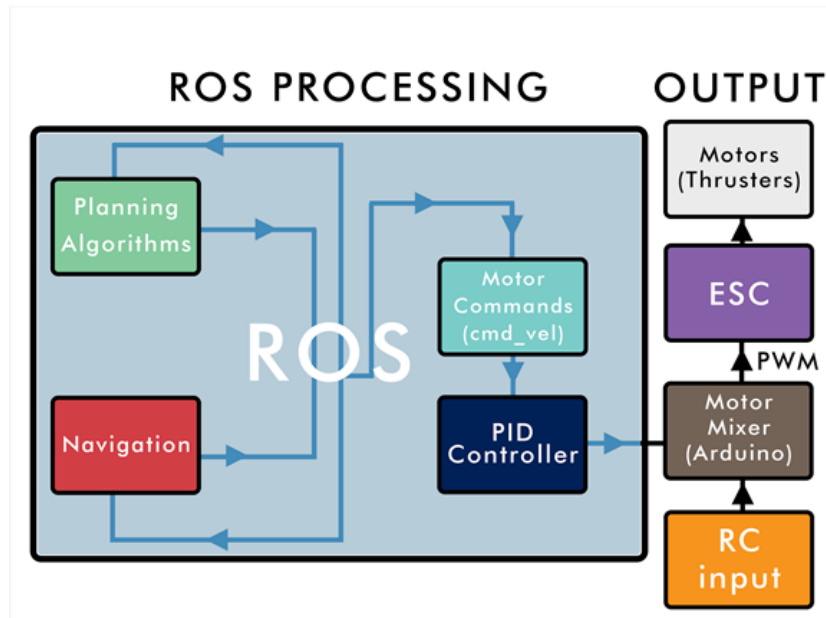 ROS PROCESSING
OUTPUT
Planning
Algorithms
Navigation
ROS
Motor
Commands
(cmd_vel)
PID
Controller
Motors
(Thrusters)
ESC
PWM
Motor
Mixer
(Arduino)
RC
input